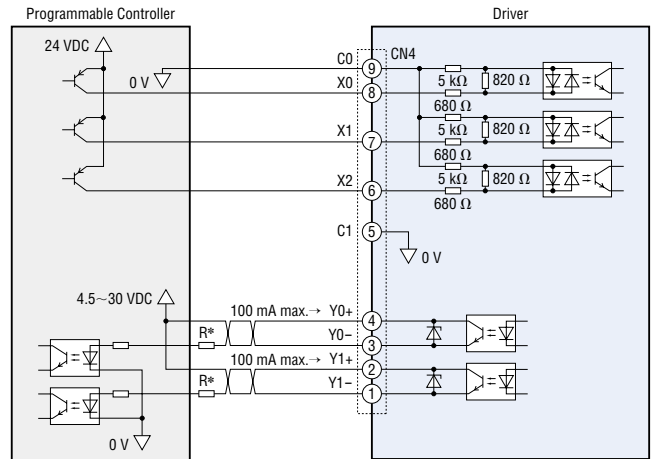 Programmable Controller
Driver
24 VDC
0 V
C0
9
CN4
5 kΩ
820 Ω
X0
8
680 Ω
X1
7
5 kΩ
820 Ω
680 Ω
X2
6
5 kΩ
820 Ω
680 Ω
C1
5
0 V
4.5~30 VDC
100 mA max.→
Y0+
4
R*
Y0−
3
100 mA max.→
Y1+
2
R*
Y1−
1
0 V